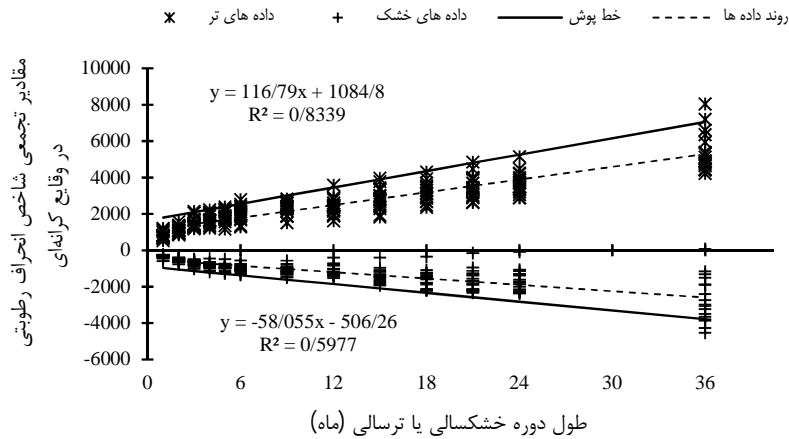 داده های تر
داده های خشک
خط پوش
روند داده ها
10000
8000
6000
4000
2000
0
-2000
-4000
-6000
مقادیر تجمعی شاخص انحراف رطوبتی
در وقایع کرانه‌ای
y = 116/79x + 1084/8
R² = 0/8339
y = -58/055x - 506/26
R² = 0/5977
0 6 12 18 24 30 36
طول دوره خشکسالی یا ترسالی (ماه)